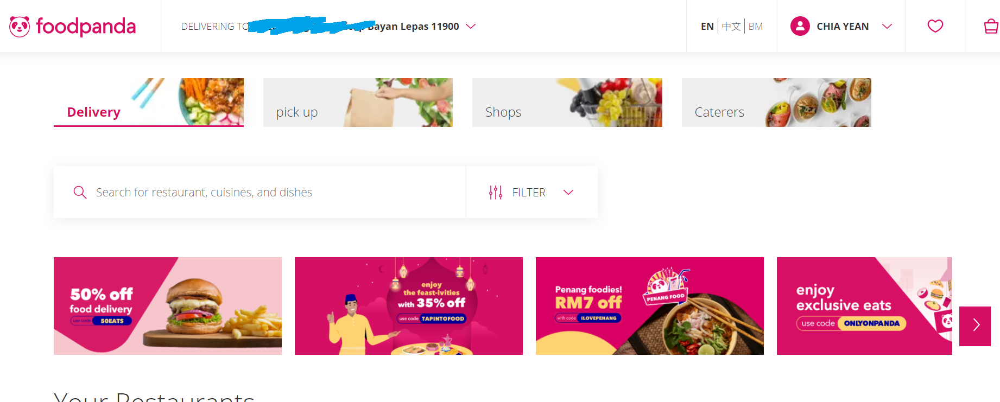 foodpanda
DELIVERING TO Bayan Lepas 11900
EN 中文 BM
CHIA YEAN
Delivery
pick up
Shops
Caterers
Search for restaurant, cuisines, and dishes
FILTER
50% off
food delivery
use code 50EATS
enjoy
the feast-ivities
with 35% off
use code TAPINTOFOOD
Penang foodies!
RM7 off
with code ILOVEPENANG
PENANG FOOD
enjoy
exclusive eats
use code ONLYONPANDA
Your Restaurants